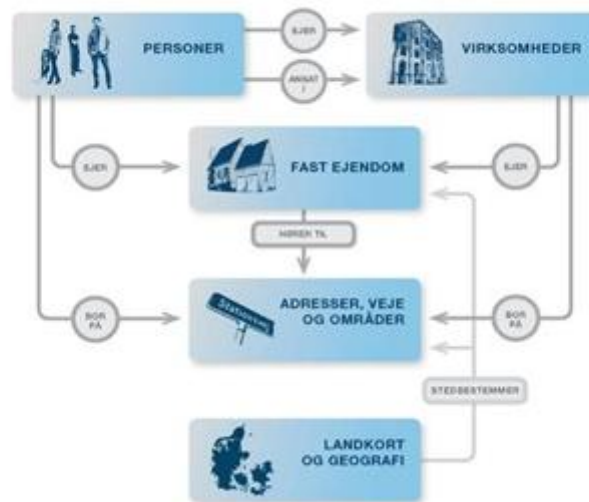 EJER
PERSONER
VIRKSOMHEDER
ANSAT
I
EJER
FAST EJENDOM
EJER
HØRER TIL
ADRESSER, VEJE
OG OMRÅDER
BOR
PÅ
BOR
PÅ
STEDBESTEMMER
LANDKORT
OG GEOGRAFI